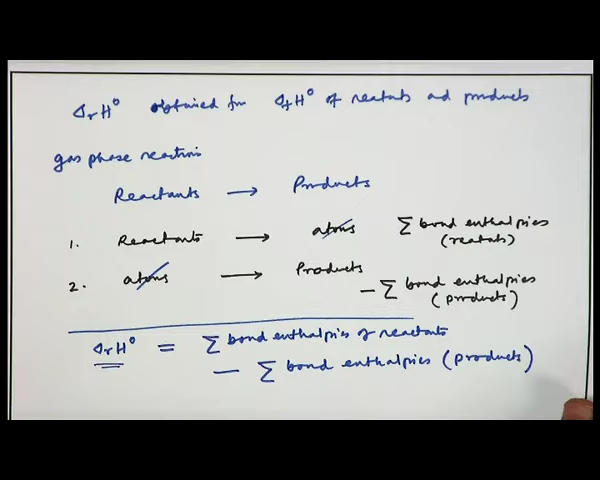 ΔrH° obtained for ΔfH° of reactants and products
gas phase reactions
Reactants → Products
1. Reactants → atoms Σ bond enthalpies
(reactants)
2. atoms → Products
– Σ bond enthalpies
(products)
ΔrH° = Σ bond enthalpies of reactants
– Σ bond enthalpies (products)